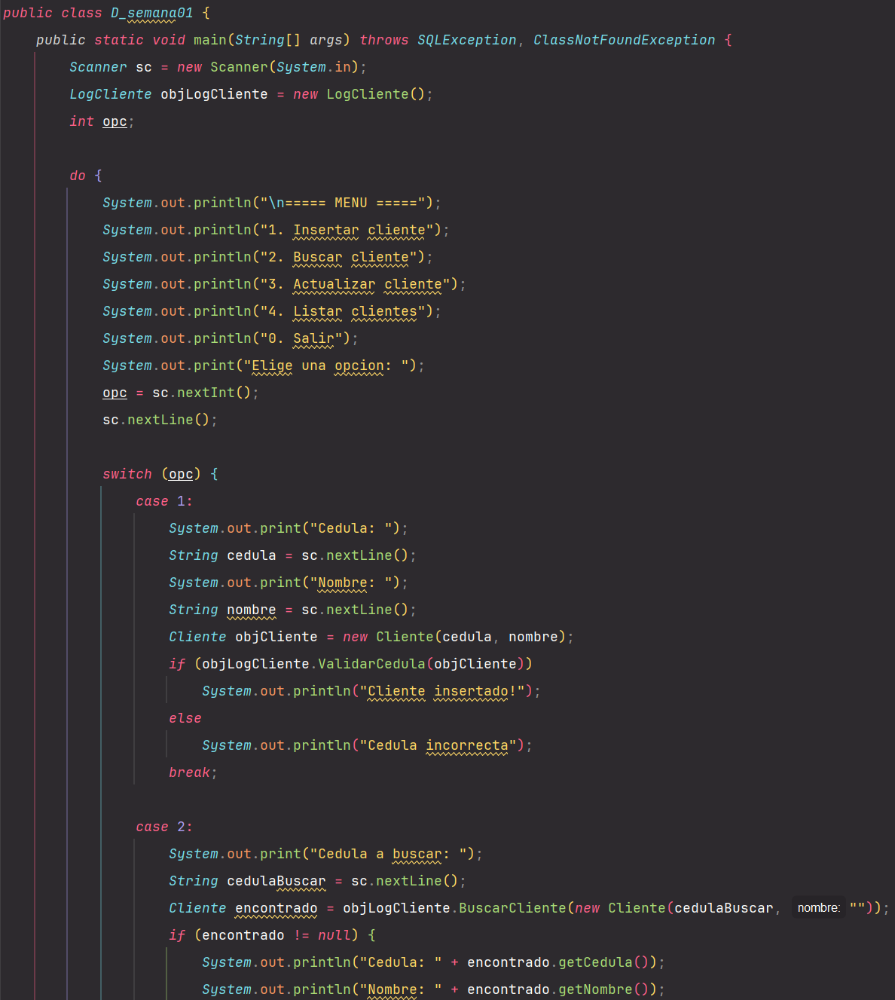 public class D_semana01 {
public static void main(String[] args) throws SQLException, ClassNotFoundException {
Scanner sc = new Scanner(System.in);
LogCliente objLogCliente = new LogCliente();
int opc;
do {
System.out.println("\n===== MENU =====");
System.out.println("1. Insertar cliente");
System.out.println("2. Buscar cliente");
System.out.println("3. Actualizar cliente");
System.out.println("4. Listar clientes");
System.out.println("0. Salir");
System.out.print("Elige una opcion: ");
opc = sc.nextInt();
sc.nextLine();
switch (opc) {
case 1:
System.out.print("Cedula: ");
String cedula = sc.nextLine();
System.out.print("Nombre: ");
String nombre = sc.nextLine();
Cliente objCliente = new Cliente(cedula, nombre);
if (objLogCliente.ValidarCedula(objCliente))
System.out.println("Cliente insertado!");
else
System.out.println("Cedula incorrecta");
break;
case 2:
System.out.print("Cedula a buscar: ");
String cedulaBuscar = sc.nextLine();
Cliente encontrado = objLogCliente.BuscarCliente(new Cliente(cedulaBuscar, nombre: ""));
if (encontrado != null) {
System.out.println("Cedula: " + encontrado.getCedula());
System.out.println("Nombre: " + encontrado.getNombre());